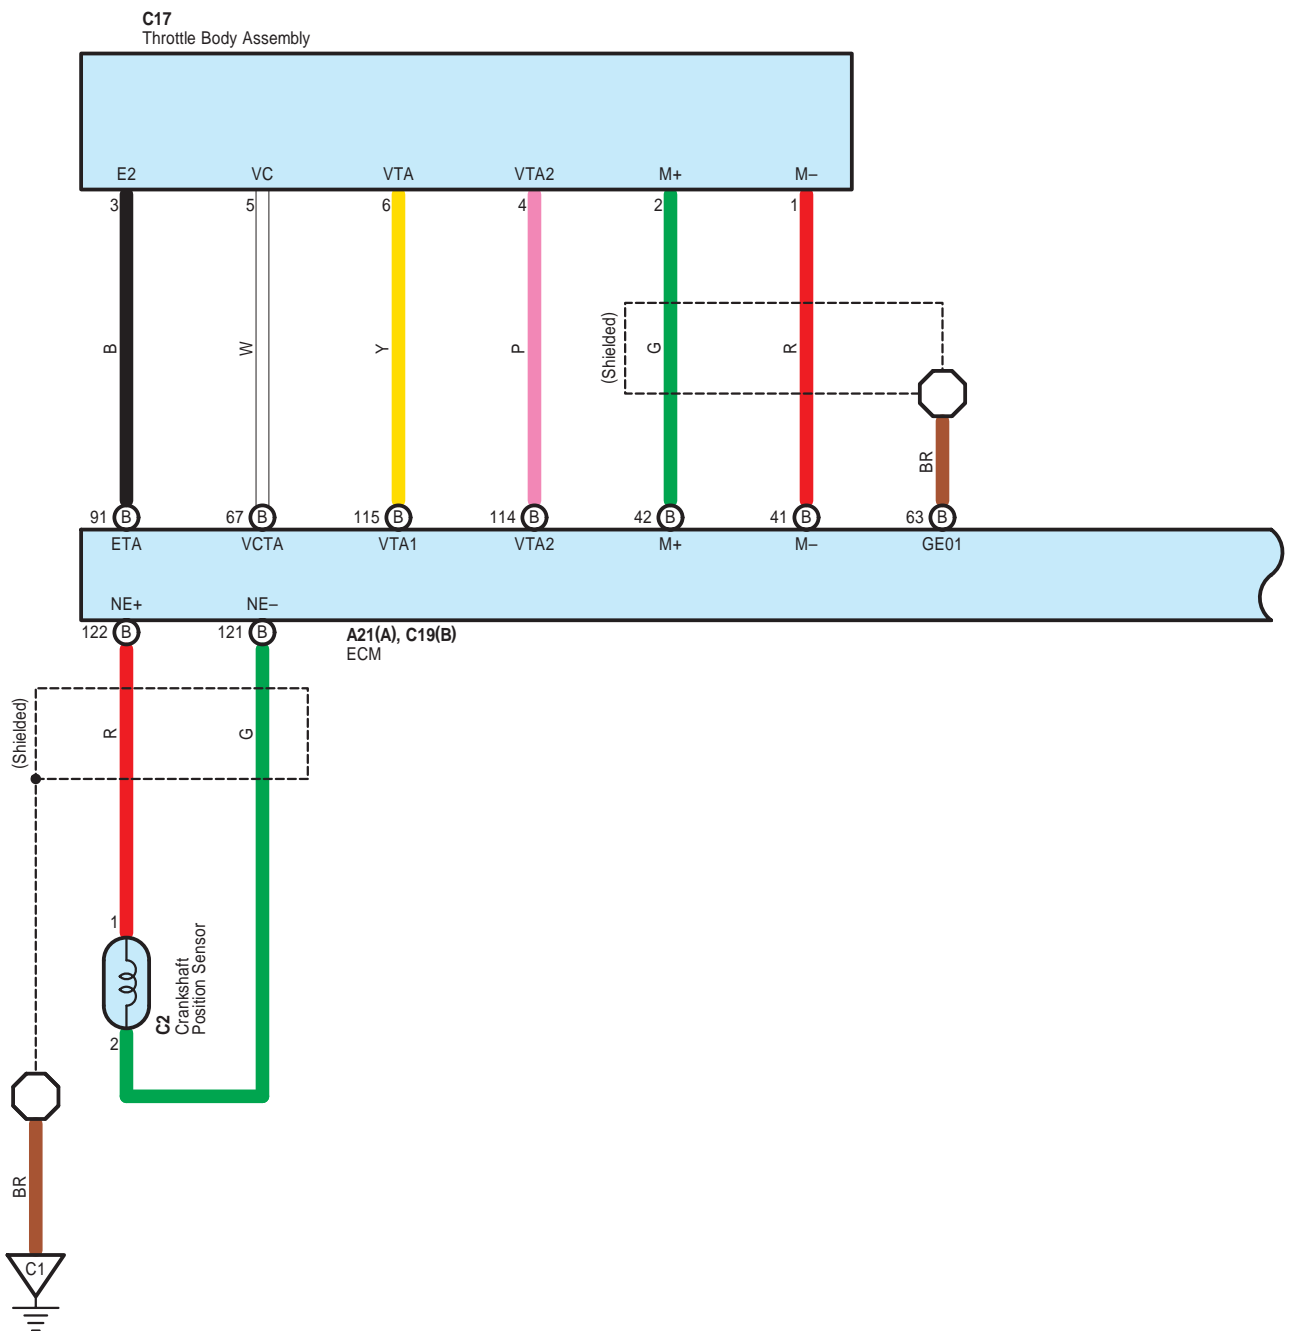 C17
Throttle Body Assembly
E2 VC VTA VTA2 M+ M–
3 5 6 4 2 1
(Shielded)
B W Y P G R
BR
91 B 67 B 115 B 114 B 42 B 41 B 63 B
ETA VCTA VTA1 VTA2 M+ M– GE01
NE+ NE–
122 B 121 B
A21(A), C19(B)
ECM
(Shielded)
R G
1
C2
Crankshaft
Position Sensor
2
BR
C1